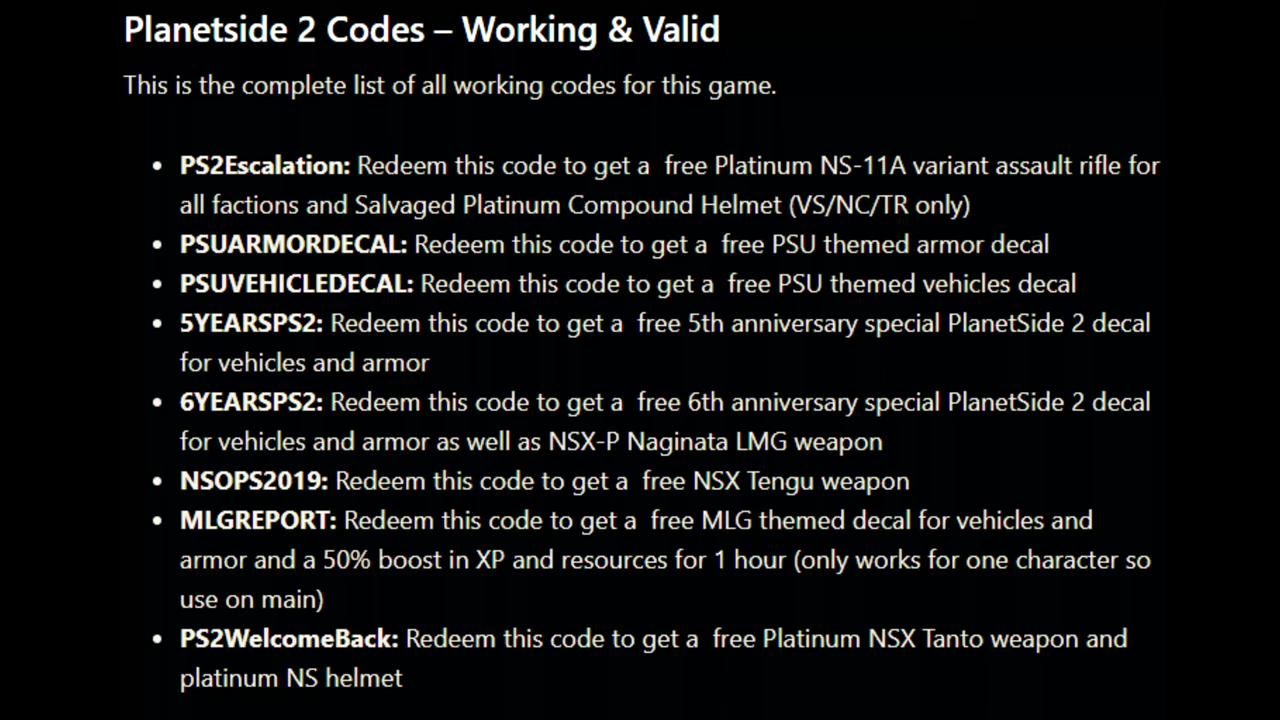 Planetside 2 Codes – Working & Valid
This is the complete list of all working codes for this game.
• PS2Escalation: Redeem this code to get a  free Platinum NS-11A variant assault rifle for
all factions and Salvaged Platinum Compound Helmet (VS/NC/TR only)
• PSUARMORDECAL: Redeem this code to get a  free PSU themed armor decal
• PSUVEHICLEDECAL: Redeem this code to get a  free PSU themed vehicles decal
• 5YEARSPS2: Redeem this code to get a  free 5th anniversary special PlanetSide 2 decal
for vehicles and armor
• 6YEARSPS2: Redeem this code to get a  free 6th anniversary special PlanetSide 2 decal
for vehicles and armor as well as NSX-P Naginata LMG weapon
• NSOPS2019: Redeem this code to get a  free NSX Tengu weapon
• MLGREPORT: Redeem this code to get a  free MLG themed decal for vehicles and
armor and a 50% boost in XP and resources for 1 hour (only works for one character so
use on main)
• PS2WelcomeBack: Redeem this code to get a  free Platinum NSX Tanto weapon and
platinum NS helmet